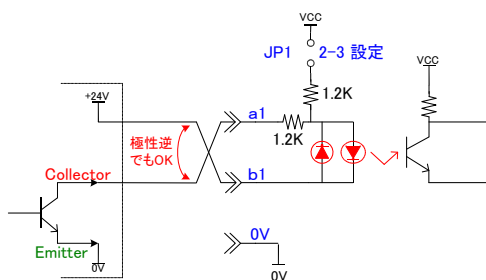 VCC
JP1 2-3 設定
VCC
+24V
1.2K
a1
1.2K
極性逆
でもOK
Collector
b1
Emitter
0V
0V
0V